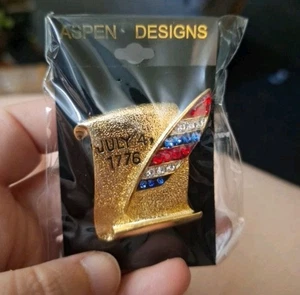 ASPEN DESIGNS
JULY 4,
1776